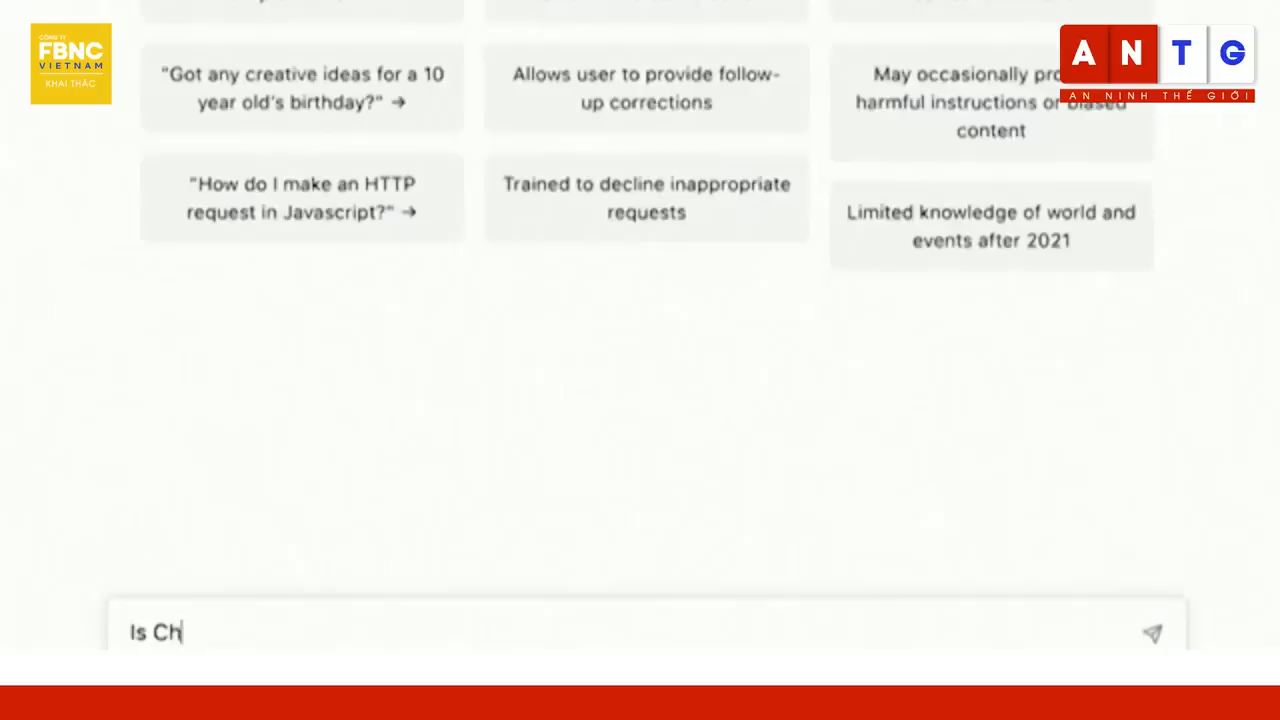 CÔNG TY
FBNC
VIETNAM
KHAI THÁC
A N T G
AN NINH THẾ GIỚI
"Got any creative ideas for a 10
year old's birthday?" →
"How do I make an HTTP
request in Javascript?" →
Allows user to provide follow-
up corrections
Trained to decline inappropriate
requests
May occasionally
harmful instructions or biased
content
Limited knowledge of world and
events after 2021
Is Ch